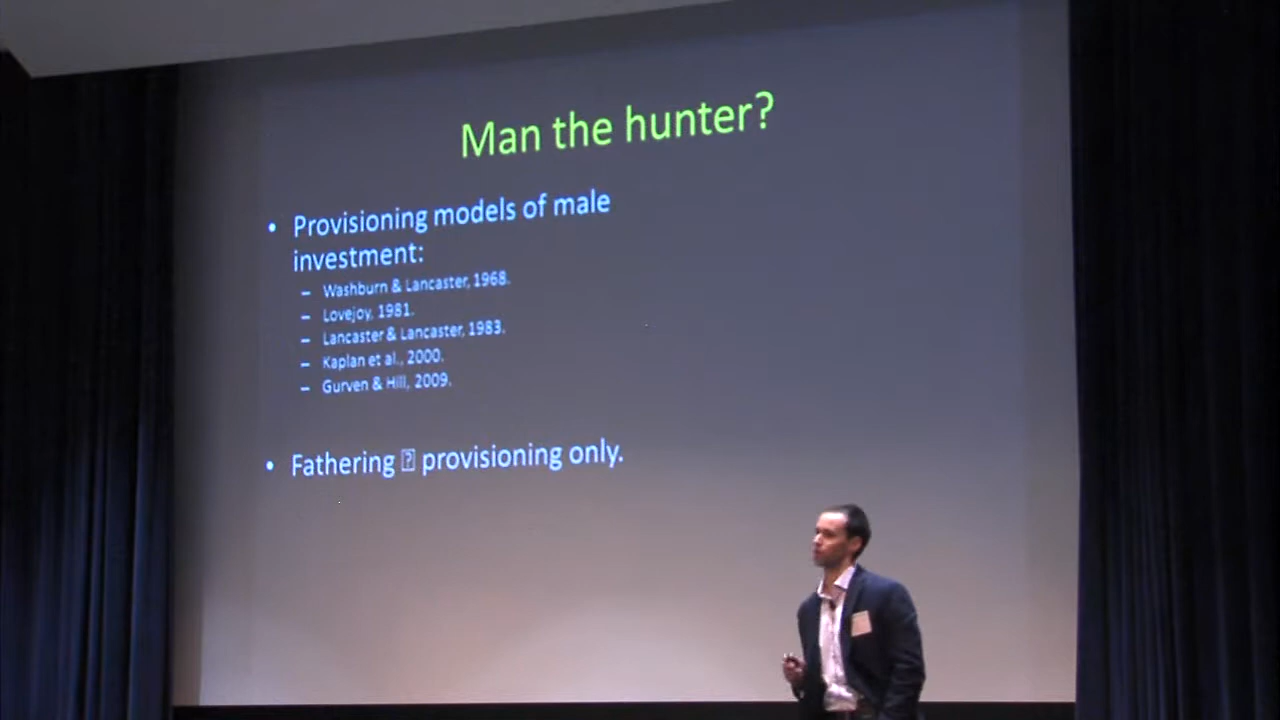 Man the hunter?
• Provisioning models of male
investment:
– Washburn & Lancaster, 1968.
– Lovejoy, 1981.
– Lancaster & Lancaster, 1983.
– Kaplan et al., 2000.
– Gurven & Hill, 2009.
• Fathering ⍰ provisioning only.